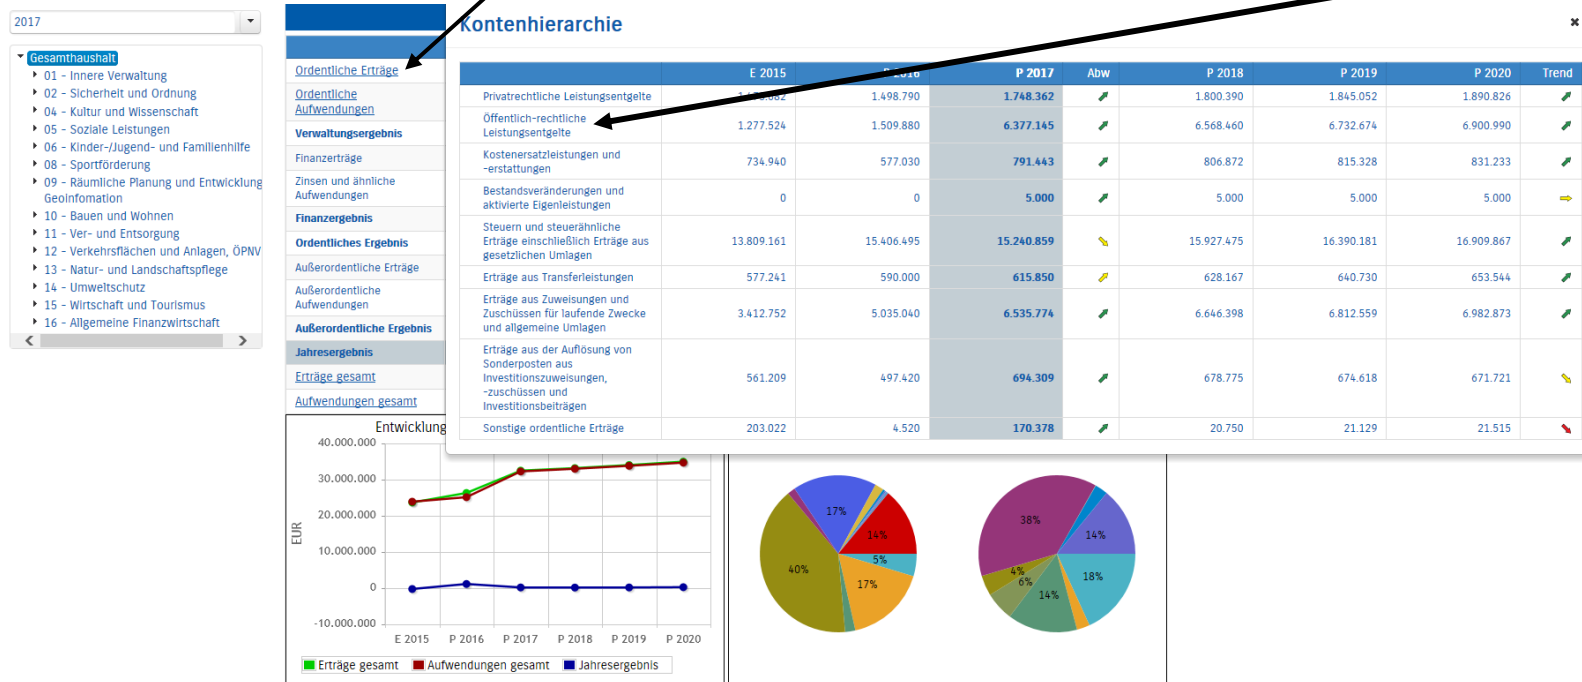 2017
Gesamthaushalt
01 - Innere Verwaltung
02 - Sicherheit und Ordnung
04 - Kultur und Wissenschaft
05 - Soziale Leistungen
06 - Kinder-/Jugend- und Familienhilfe
08 - Sportförderung
09 - Räumliche Planung und Entwicklung
Geoinfomation
10 - Bauen und Wohnen
11 - Ver- und Entsorgung
12 - Verkehrsflächen und Anlagen, ÖPNV
13 - Natur- und Landschaftspflege
14 - Umweltschutz
15 - Wirtschaft und Tourismus
16 - Allgemeine Finanzwirtschaft
Ordentliche Erträge
Ordentliche
Aufwendungen
Verwaltungsergebnis
Finanzerträge
Zinsen und ähnliche
Aufwendungen
Finanzergebnis
Ordentliches Ergebnis
Außerordentliche Erträge
Außerordentliche
Aufwendungen
Außerordentliche Ergebnis
Jahresergebnis
Erträge gesamt
Aufwendungen gesamt
Kontenhierarchie
E 2015 P 2016 P 2017 Abw P 2018 P 2019 P 2020 Trend
Privatrechtliche Leistungsentgelte 1.498.790 1.748.362 1.800.390 1.845.052 1.890.826
Öffentlich-rechtliche
Leistungsentgelte 1.277.524 1.509.880 6.377.145 6.568.460 6.732.674 6.900.990
Kostenersatzleistungen und
-erstattungen 734.940 577.030 791.443 806.872 815.328 831.233
Bestandsveränderungen und
aktivierte Eigenleistungen 0 0 5.000 5.000 5.000 5.000
Steuern und steuerähnliche
Erträge einschließlich Erträge aus 13.809.161 15.406.495 15.240.859 15.927.475 16.390.181 16.909.867
gesetzlichen Umlagen
Erträge aus Transferleistungen 577.241 590.000 615.850 628.167 640.730 653.544
Erträge aus Zuweisungen und
Zuschüssen für laufende Zwecke 3.412.752 5.035.040 6.535.774 6.646.398 6.812.559 6.982.873
und allgemeine Umlagen
Erträge aus der Auflösung von
Sonderposten aus
Investitionszuweisungen, 561.209 497.420 694.309 678.775 674.618 671.721
-zuschüssen und
Investitionsbeiträgen
Sonstige ordentliche Erträge 203.022 4.520 170.378 20.750 21.129 21.515
Entwicklung
40.000.000
30.000.000
20.000.000
10.000.000
0
-10.000.000
EUR
E 2015 P 2016 P 2017 P 2018 P 2019 P 2020
Erträge gesamt Aufwendungen gesamt Jahresergebnis
17%
14%
5%
40%
17%
38%
14%
4%
6%
18%
14%